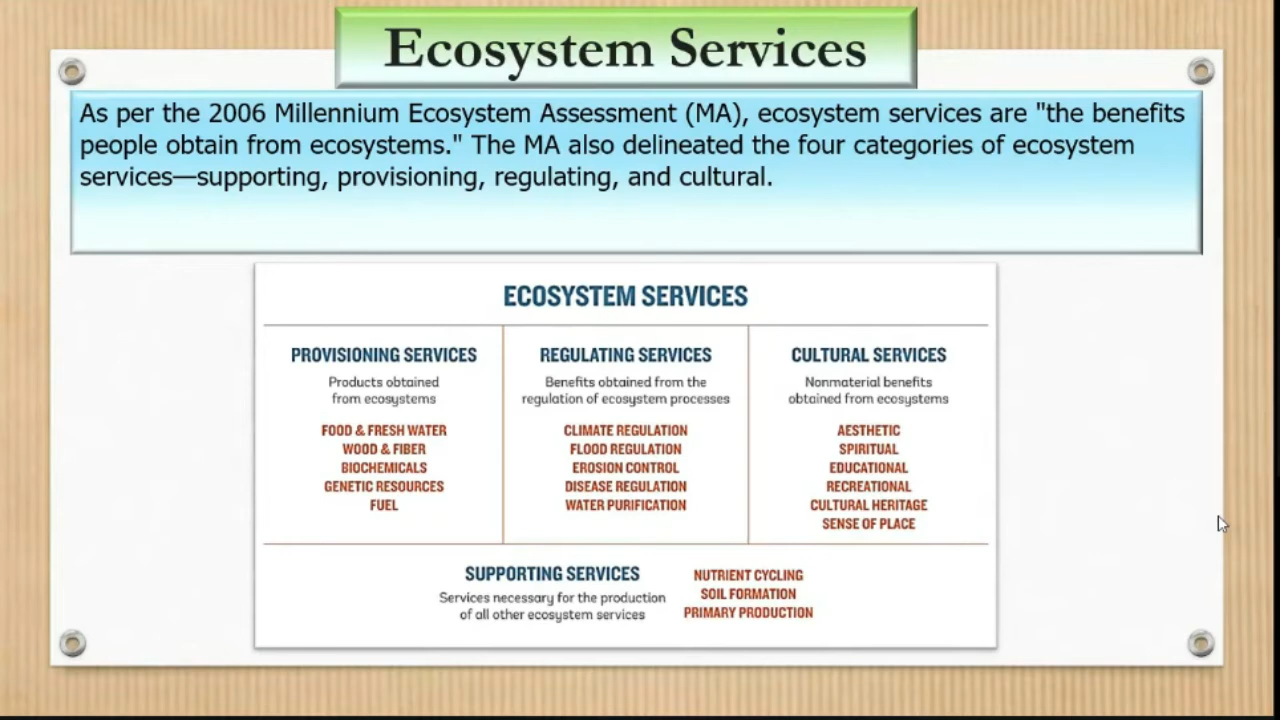 Ecosystem Services
As per the 2006 Millennium Ecosystem Assessment (MA), ecosystem services are "the benefits
people obtain from ecosystems." The MA also delineated the four categories of ecosystem
services—supporting, provisioning, regulating, and cultural.
ECOSYSTEM SERVICES
PROVISIONING SERVICES
Products obtained
from ecosystems
FOOD & FRESH WATER
WOOD & FIBER
BIOCHEMICALS
GENETIC RESOURCES
FUEL
REGULATING SERVICES
Benefits obtained from the
regulation of ecosystem processes
CLIMATE REGULATION
FLOOD REGULATION
EROSION CONTROL
DISEASE REGULATION
WATER PURIFICATION
CULTURAL SERVICES
Nonmaterial benefits
obtained from ecosystems
AESTHETIC
SPIRITUAL
EDUCATIONAL
RECREATIONAL
CULTURAL HERITAGE
SENSE OF PLACE
SUPPORTING SERVICES
Services necessary for the production
of all other ecosystem services
NUTRIENT CYCLING
SOIL FORMATION
PRIMARY PRODUCTION